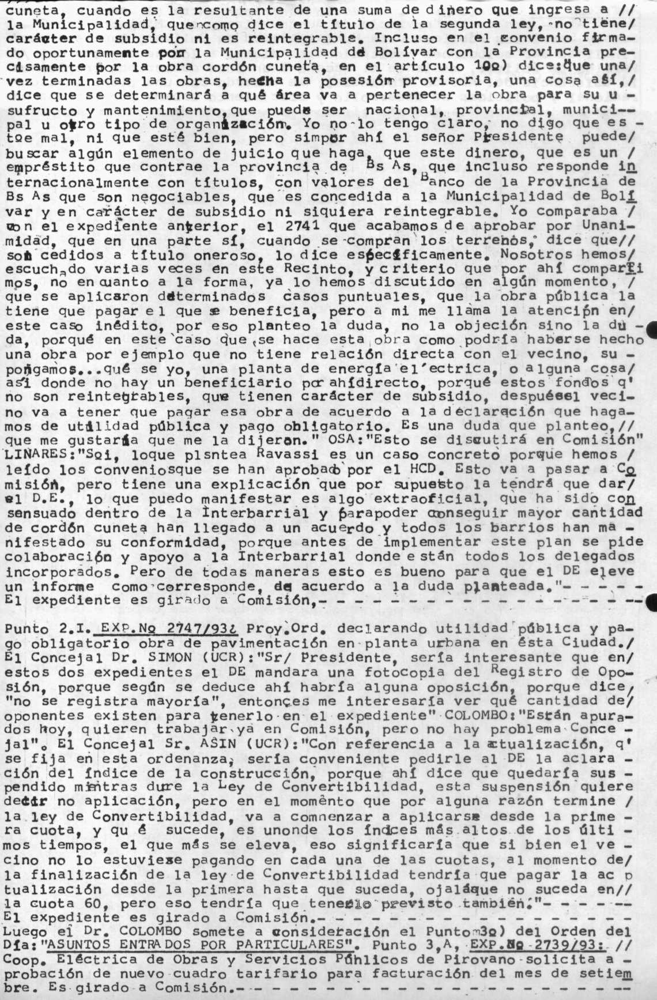 cuneta, cuando es la resultante de una suma de dinero que ingresa a //
la Municipalidad, que como dice el título de la segunda ley, no tiene/
carácter de subsidio ni es reintegrable. Incluso en el convenio firma-
do oportunamente por la Municipalidad de Bolívar con la Provincia pre-
cisamente por la obra cordón cuneta, en el artículo 10º) dice:que una/
vez terminadas las obras, hecha la posesión provisoria, una cosa así,/
dice que se determinará a qué área va a pertenecer la obra para su u -
sufructo y mantenimiento,que puede ser nacional, provincial, munici--
pal u otro tipo de organización. Yo no lo tengo claro, no digo que es -
toe mal, ni que esté bien, pero simpor ahí el señor Presidente puede/
buscar algún elemento de juicio que haga, que este dinero, que es un /
empréstito que contrae la provincia de Bs As, que incluso responde in
ternacionalmente con títulos, con valores del Banco de la Provincia de
Bs As que son negociables, que es concedida a la Municipalidad de Bolí
var y en carácter de subsidio ni siquiera reintegrable. Yo comparaba /
con el expediente anterior, el 2741 que acabamos de aprobar por Unani-
midad, que en una parte sí, cuando se compran los terrenos, dice que//
son cedidos a título oneroso, lo dice específicamente. Nosotros hemos/
escuchado varias veces en este Recinto, y criterio que por ahí comparti
mos, no en cuanto a la forma, ya lo hemos discutido en algún momento, /
que se aplicaron determinados casos puntuales, que la obra pública la
tiene que pagar el que se beneficia, pero a mi me llama la atención en/
este caso inédito, por eso planteo la duda, no la objeción sino la du -
da, porqué en este caso que se hace esta obra como podría haberse hecho
una obra por ejemplo que no tiene relación directa con el vecino, su -
pongamos...qué se yo, una planta de energía el´ectrica, o alguna cosa/
as´i donde no hay un beneficiario por ahídirecto, porqué estos fondos q'
no son reintegrables, que tienen carácter de subsidio, despuésel veci-
no va a tener que pagar esa obra de acuerdo a la declaración que haga-
mos de utilidad pública y pago obligatorio. Es una duda que planteo,//
que me gustaría que me la dijeran." OSA:"Esto se discutirá en Comisión"
LINARES:"Soi, loque plsntea Ravassi es un caso concreto porque hemos /
leído los conveniosque se han aprobado por el HCD. Esto va a pasar a Co
misión, pero tiene una explicación que por supuesto la tendrá que dar/
el D.E., lo que puedo manifestar es algo extraoficial, que ha sido con
sensuado dentro de la Interbarrial y parapoder conseguir mayor cantidad
de cordón cuneta han llegado a un acuerdo y todos los barrios han ma -
nifestado su conformidad, porque antes de implementar este plan se pide
colaboración y apoyo a la Interbarrial donde están todos los delegados
incorporados. Pero de todas maneras esto es bueno para que el DE eleve
un informe como corresponde, de acuerdo a la duda planteada."- - - - -
El expediente es girado a Comisión,- - - - - - - - - - - - - - - - - --
Punto 2.I. EXP.Nº 2747/93: Proy.Ord. declarando utilidad pública y pa-
go obligatorio obra de pavimentación en planta urbana en ésta Ciudad./
El Concejal Dr. SIMON (UCR):"Sr/ Presidente, sería interesante que en/
estos dos expedientes el DE mandara una fotocopia del Registro de Opo-
sión, porque según se deduce ahí habría alguna oposición, porque dice,
"no se registra mayoría", entonces me interesaría ver qué cantidad de/
oponentes existen para tenerlo en el expediente" COLOMBO:"Están apura-
dos hoy, quieren trabajar ya en Comisión, pero no hay problema Conce -
jal". El Concejal Sr. ASIN (UCR):"Con referencia a la actualización, q'
se fija en esta ordenanza, sería conveniente pedirle al DE la aclara -
ción del índice de la construcción, porque ahí dice que quedaría sus -
pendido mientras dure la Ley de Convertibilidad, esta suspensión quiere
decir no aplicación, pero en el momento que por alguna razón termine /
la ley de Convertibilidad, va a comnenzar a aplicarse desde la prime -
ra cuota, y qu é sucede, es unonde los índices más altos de los últi -
mos tiempos, el que más se eleva, eso significaría que si bien el ve -
cino no lo estuviese pagando en cada una de las cuotas, al momento de/
la finalización de la ley de Convertibilidad tendría que pagar la ac p
tualización desde la primera hasta que suceda, ojaláque no suceda en//
la cuota 60, pero eso tendría que tenerlo previsto también."- - - - --
El expediente es girado a Comisión.- - - - - - - - - - - - - - - - - -
Luego el Dr. COLOMBO somete a consideración el Punto 3º) del Orden del
Día:"ASUNTOS ENTRADOS POR PARTICULARES". Punto 3,A, EXP.Nº 2739/93: //
Coop. Eléctrica de Obras y Servicios Púhlicos de Pirovano solicita a -
probación de nuevo cuadro tarifario para facturación del mes de setiem
bre. Es girado a Comisión.- - - - - - - - - - - - - - - - - - - - - --